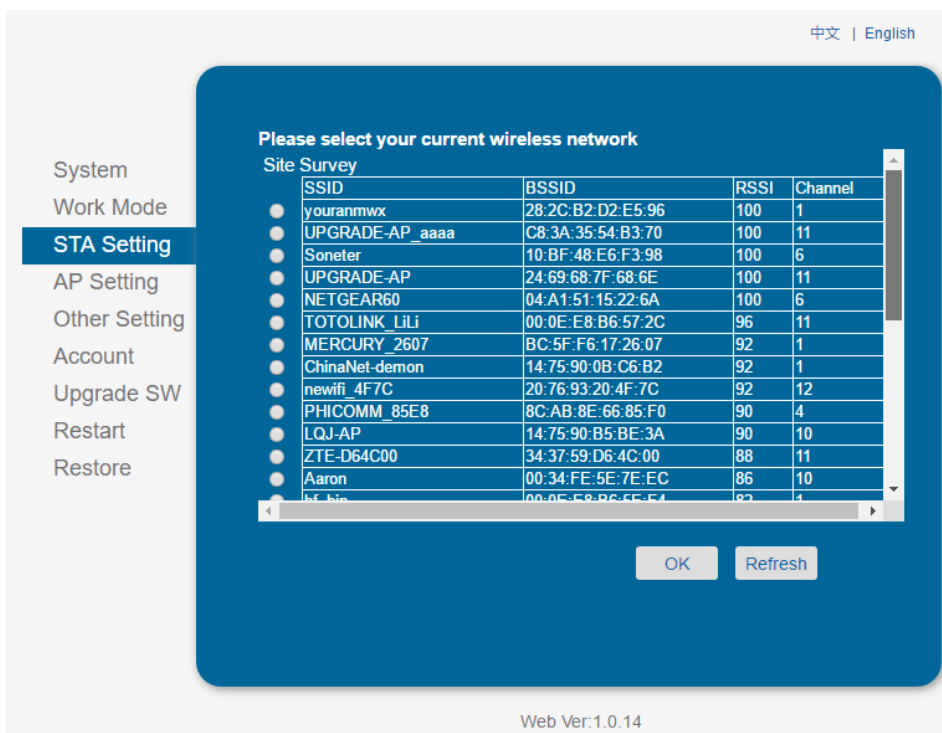 中文 | English
Please select your current wireless network
System
Work Mode
STA Setting
AP Setting
Other Setting
Account
Upgrade SW
Restart
Restore
Site Survey
SSID BSSID RSSI Channel
youranmwx 28:2C:B2:D2:E5:96 100 1
UPGRADE-AP_aaaa C8:3A:35:54:B3:70 100 11
Soneter 10:BF:48:E6:F3:98 100 6
UPGRADE-AP 24:69:68:7F:68:6E 100 11
NETGEAR60 04:A1:51:15:22:6A 100 6
TOTOLINK_LiLi 00:0E:E8:B6:57:2C 96 11
MERCURY_2607 BC:5F:F6:17:26:07 92 1
ChinaNet-demon 14:75:90:0B:C6:B2 92 1
newifi_4F7C 20:76:93:20:4F:7C 92 12
PHICOMM_85E8 8C:AB:8E:66:85:F0 90 4
LQJ-AP 14:75:90:B5:BE:3A 90 10
ZTE-D64C00 34:37:59:D6:4C:00 88 11
Aaron 00:34:FE:5E:7E:EC 86 10
OK Refresh
Web Ver:1.0.14